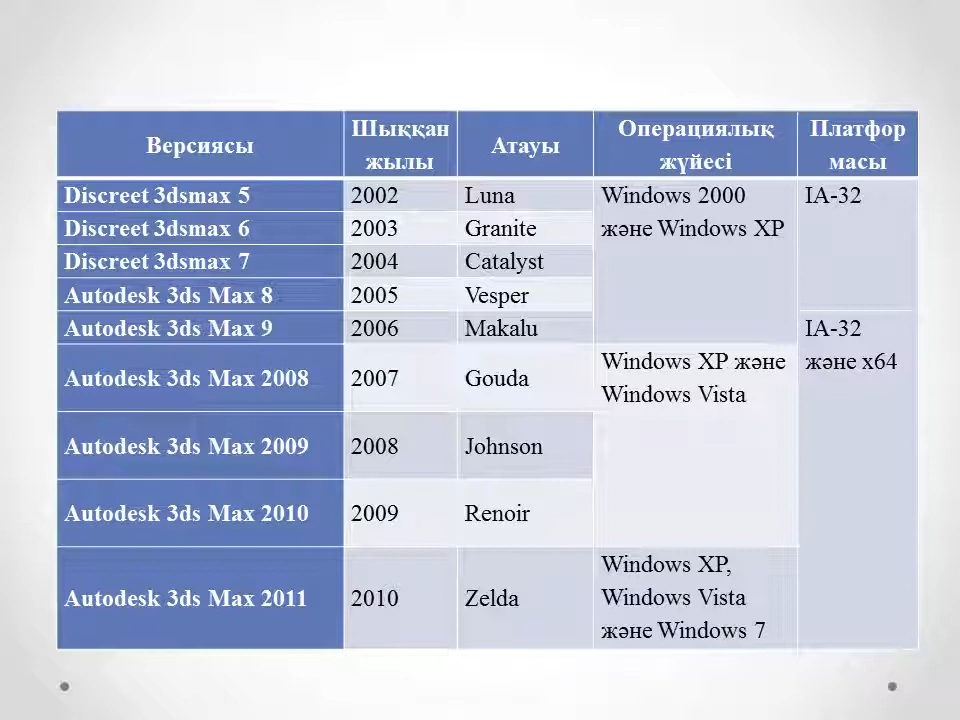 Версиясы
Шыққан
жылы
Атауы
Операциялық
жүйесі
Платфор
масы
Discreet 3dsmax 5
2002
Luna
Windows 2000
және Windows XP
IA-32
Discreet 3dsmax 6
2003
Granite
Discreet 3dsmax 7
2004
Catalyst
Autodesk 3ds Max 8
2005
Vesper
Autodesk 3ds Max 9
2006
Makalu
IA-32
және x64
Autodesk 3ds Max 2008
2007
Gouda
Windows XP және
Windows Vista
Autodesk 3ds Max 2009
2008
Johnson
Autodesk 3ds Max 2010
2009
Renoir
Autodesk 3ds Max 2011
2010
Zelda
Windows XP,
Windows Vista
және Windows 7